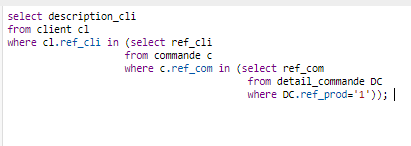 select description_cli
from client cl
where cl.ref_cli in (select ref_cli
from commande c
where c.ref_com in (select ref_com
from detail_commande DC
where DC.ref_prod='1'));